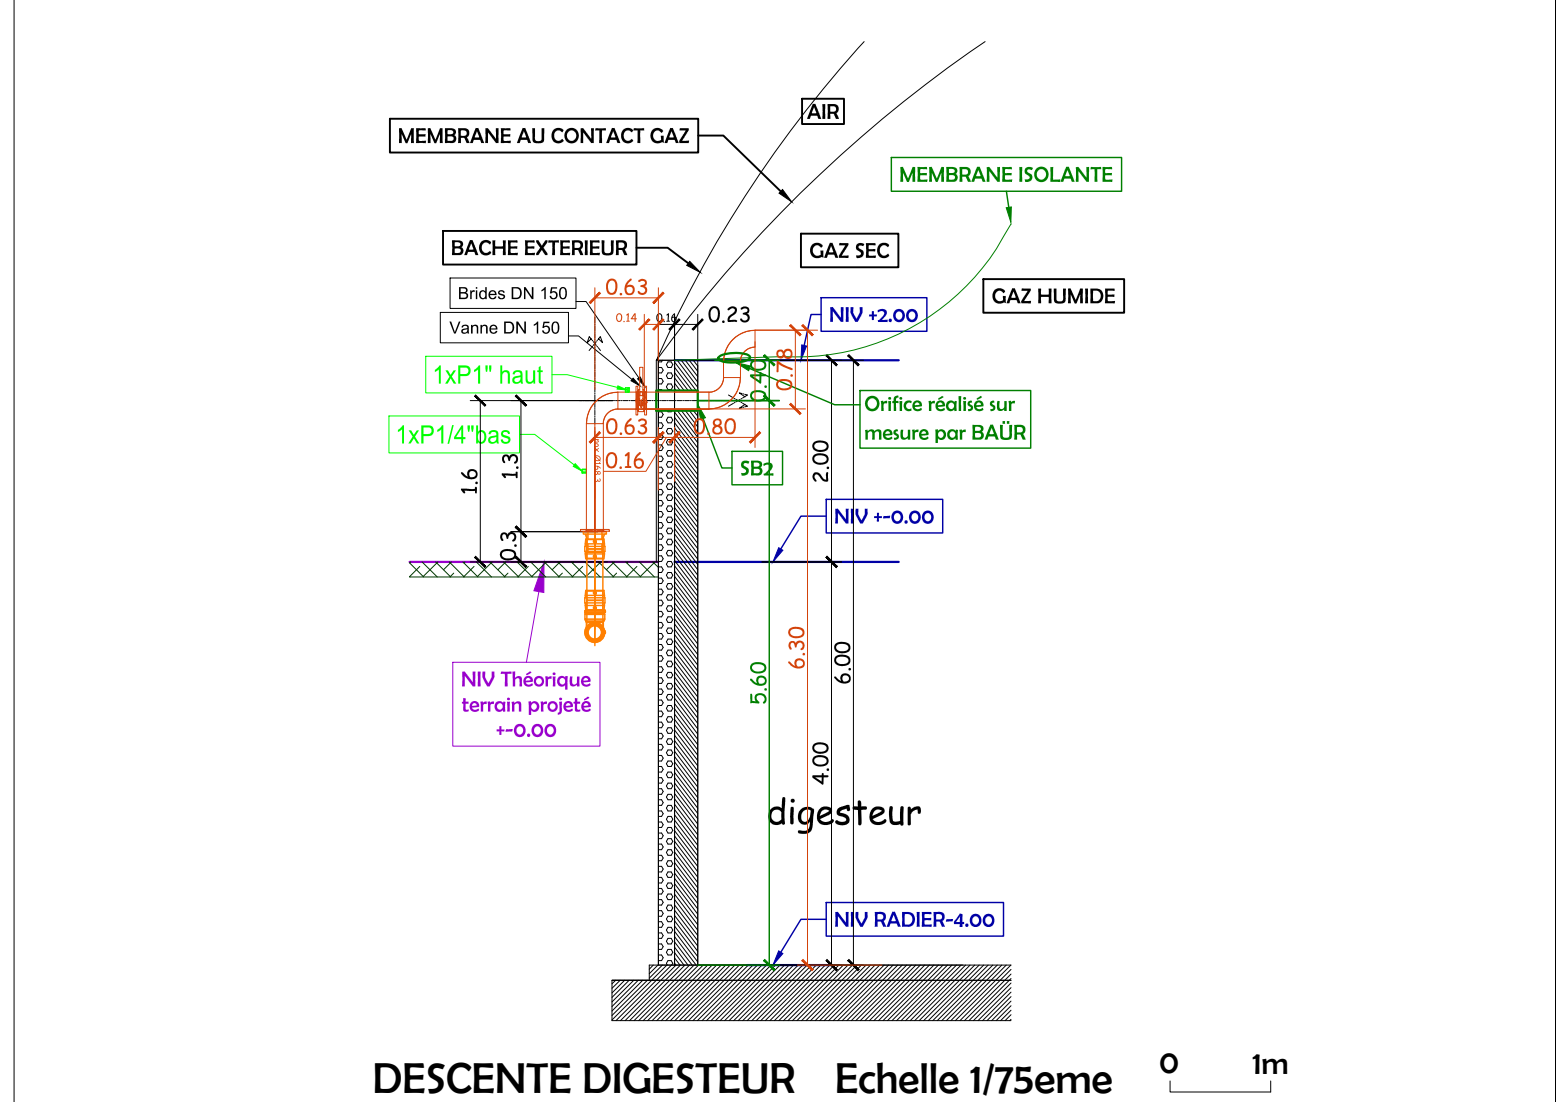 AIR
MEMBRANE AU CONTACT GAZ
MEMBRANE ISOLANTE
BACHE EXTERIEUR
GAZ SEC
GAZ HUMIDE
Brides DN 150
0.63
Vanne DN 150
0.14
0.16
0.23
NIV +2.00
1xP1" haut
0.40
0.78
Orifice réalisé sur
mesure par BAÜR
1xP1/4"bas
0.63
0.80
0.16
SB2
1.6
1.3
2.00
0.3
NIV +-0.00
NIV Théorique
terrain projeté
+-0.00
5.60
6.30
6.00
4.00
digesteur
NIV RADIER-4.00
DESCENTE DIGESTEUR Echelle 1/75eme
0 1m